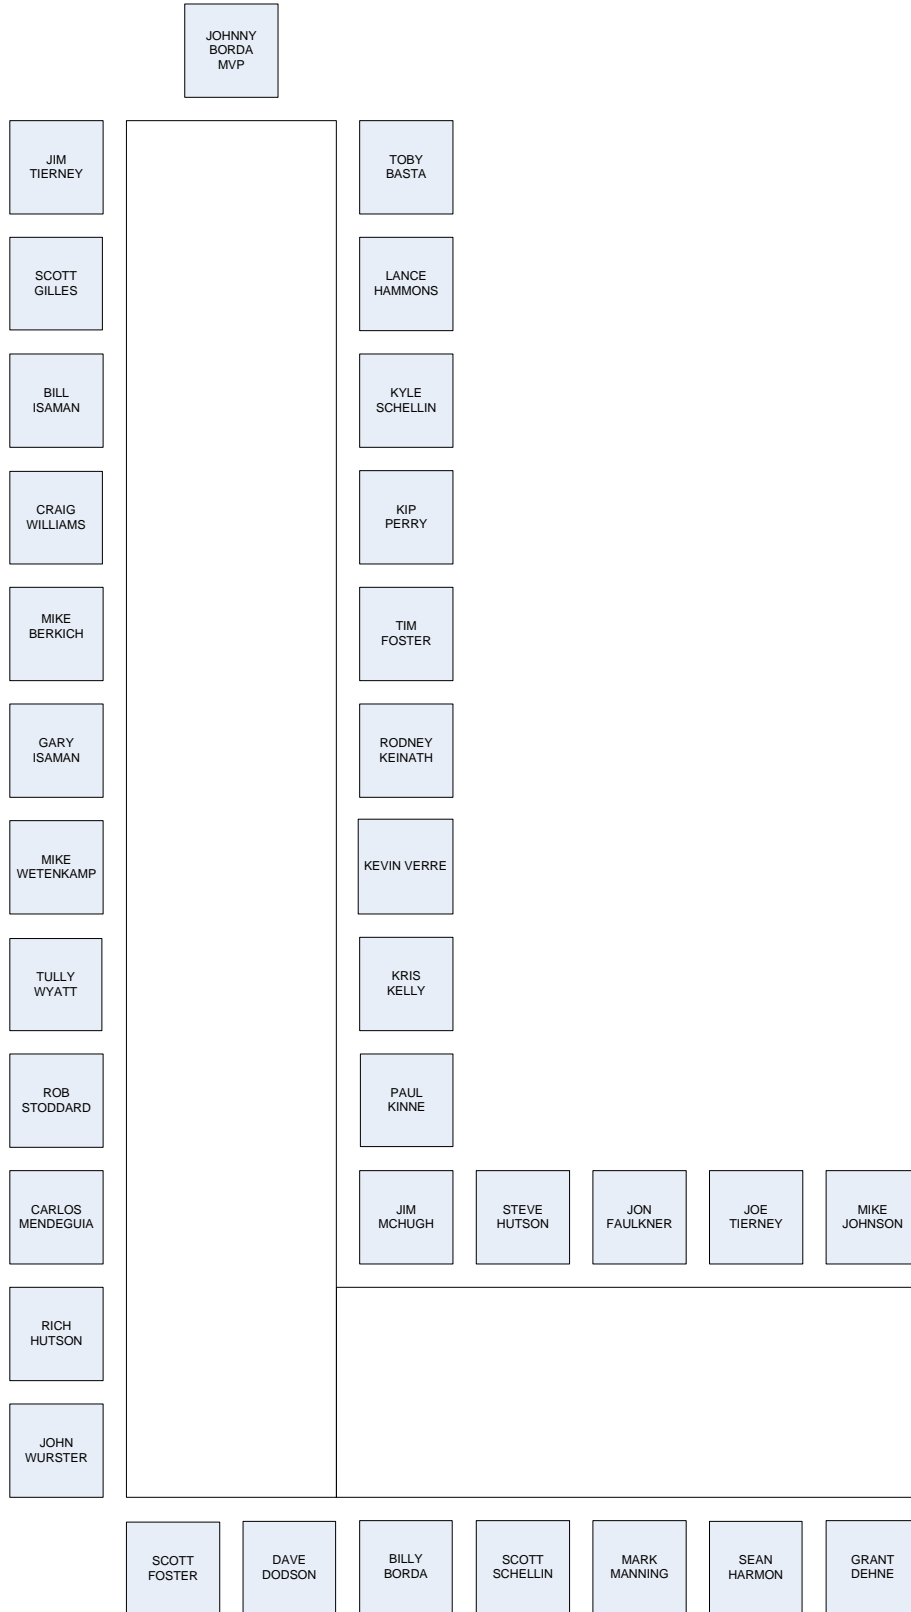 JOHNNY
BORDA
MVP
JIM
TIERNEY
TOBY
BASTA
SCOTT
GILLES
LANCE
HAMMONS
BILL
ISAMAN
KYLE
SCHELLIN
CRAIG
WILLIAMS
KIP
PERRY
MIKE
BERKICH
TIM
FOSTER
GARY
ISAMAN
RODNEY
KEINATH
MIKE
WETENKAMP
KEVIN VERRE
TULLY
WYATT
KRIS
KELLY
ROB
STODDARD
PAUL
KINNE
CARLOS
MENDEGUIA
JIM
MCHUGH
STEVE
HUTSON
JON
FAULKNER
JOE
TIERNEY
MIKE
JOHNSON
RICH
HUTSON
JOHN
WURSTER
SCOTT
FOSTER
DAVE
DODSON
BILLY
BORDA
SCOTT
SCHELLIN
MARK
MANNING
SEAN
HARMON
GRANT
DEHNE